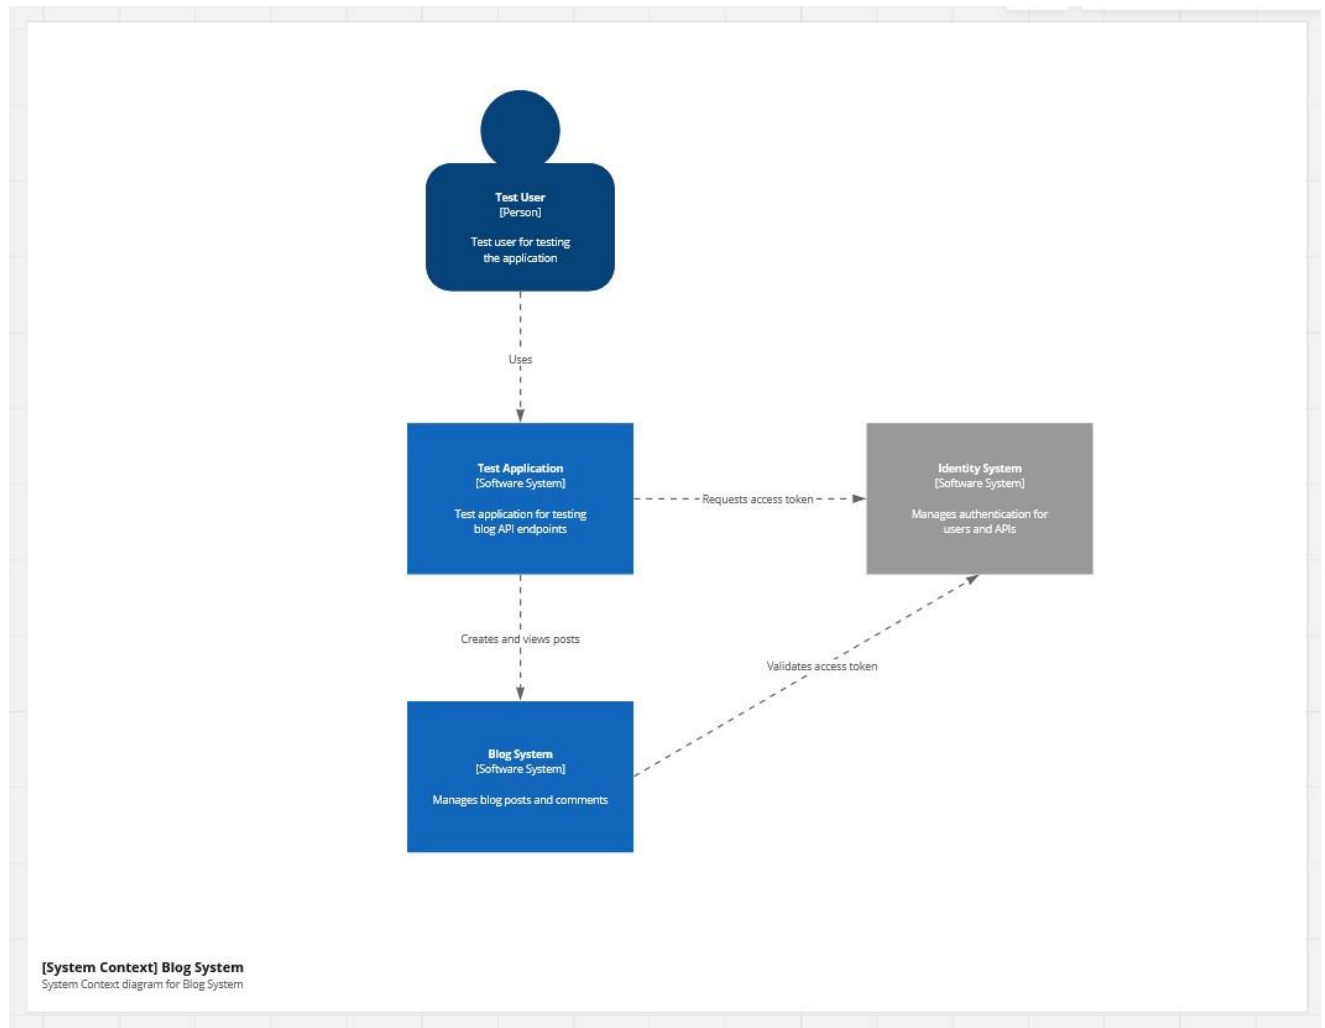 Test User
[Person]
Test user for testing
the application
Uses
Test Application
[Software System]
Test application for testing
blog API endpoints
Requests access token
Identity System
[Software System]
Manages authentication for
users and APIs
Creates and views posts
Validates access token
Blog System
[Software System]
Manages blog posts and comments
[System Context] Blog System
System Context diagram for Blog System